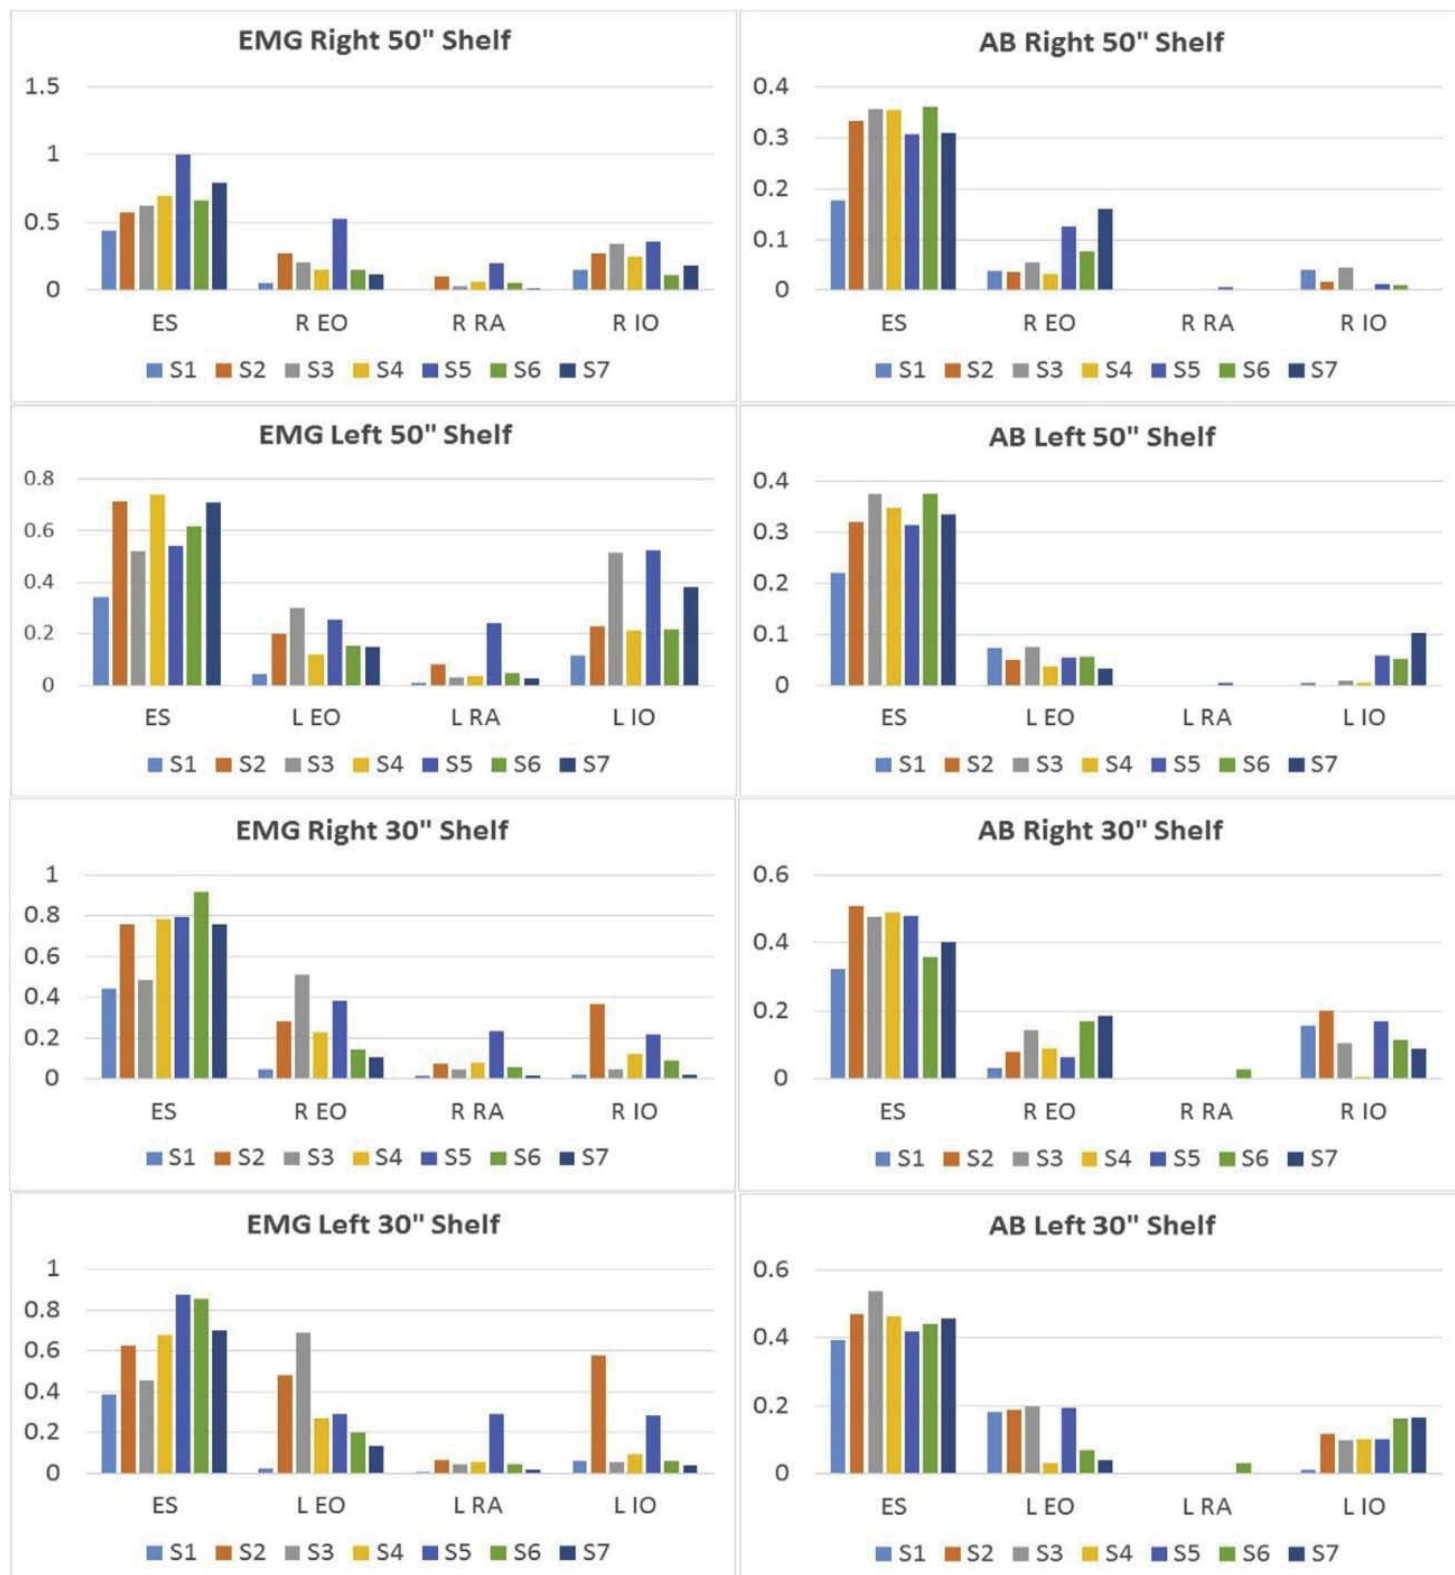 EMG Right 50" Shelf
1.5
1
0.5
0
ES R EO R RA R IO
S1 S2 S3 S4 S5 S6 S7
AB Right 50" Shelf
0.4
0.3
0.2
0.1
0
ES R EO R RA R IO
S1 S2 S3 S4 S5 S6 S7
EMG Left 50" Shelf
0.8
0.6
0.4
0.2
0
ES L EO L RA L IO
S1 S2 S3 S4 S5 S6 S7
AB Left 50" Shelf
0.4
0.3
0.2
0.1
0
ES L EO L RA L IO
S1 S2 S3 S4 S5 S6 S7
EMG Right 30" Shelf
1
0.8
0.6
0.4
0.2
0
ES R EO R RA R IO
S1 S2 S3 S4 S5 S6 S7
AB Right 30" Shelf
0.6
0.4
0.2
0
ES R EO R RA R IO
S1 S2 S3 S4 S5 S6 S7
EMG Left 30" Shelf
1
0.8
0.6
0.4
0.2
0
ES L EO L RA L IO
S1 S2 S3 S4 S5 S6 S7
AB Left 30" Shelf
0.6
0.4
0.2
0
ES L EO L RA L IO
S1 S2 S3 S4 S5 S6 S7